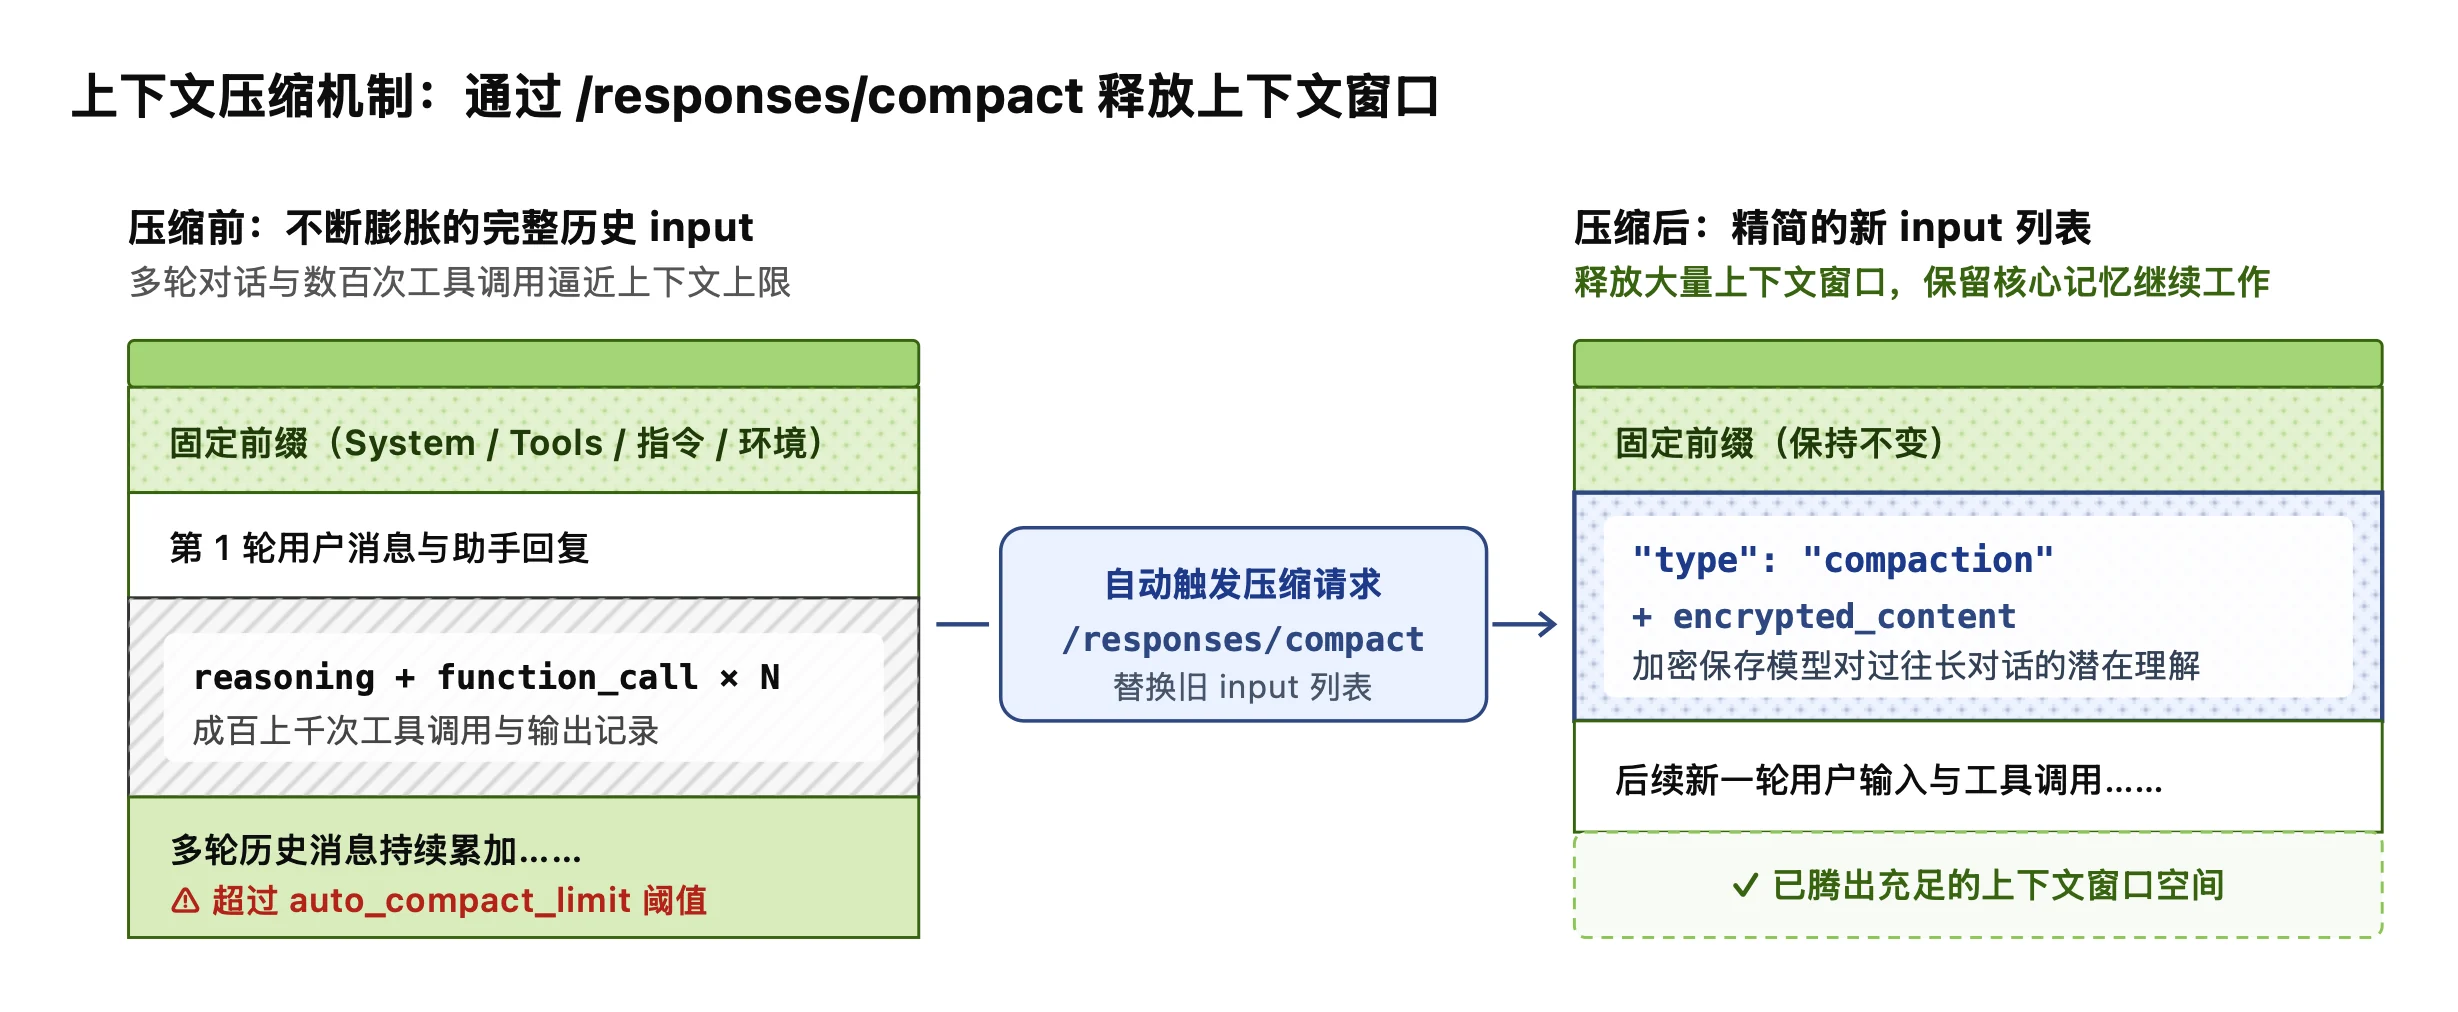 上下文压缩机制：通过 /responses/compact 释放上下文窗口
压缩前：不断膨胀的完整历史 input
多轮对话与数百次工具调用逼近上下文上限
固定前缀（System / Tools / 指令 / 环境）
第 1 轮用户消息与助手回复
reasoning + function_call × N
成百上千次工具调用与输出记录
多轮历史消息持续累加……
⚠ 超过 auto_compact_limit 阈值
自动触发压缩请求
/responses/compact
替换旧 input 列表
压缩后：精简的新 input 列表
释放大量上下文窗口，保留核心记忆继续工作
固定前缀（保持不变）
"type": "compaction"
+ encrypted_content
加密保存模型对过往长对话的潜在理解
后续新一轮用户输入与工具调用……
✓ 已腾出充足的上下文窗口空间